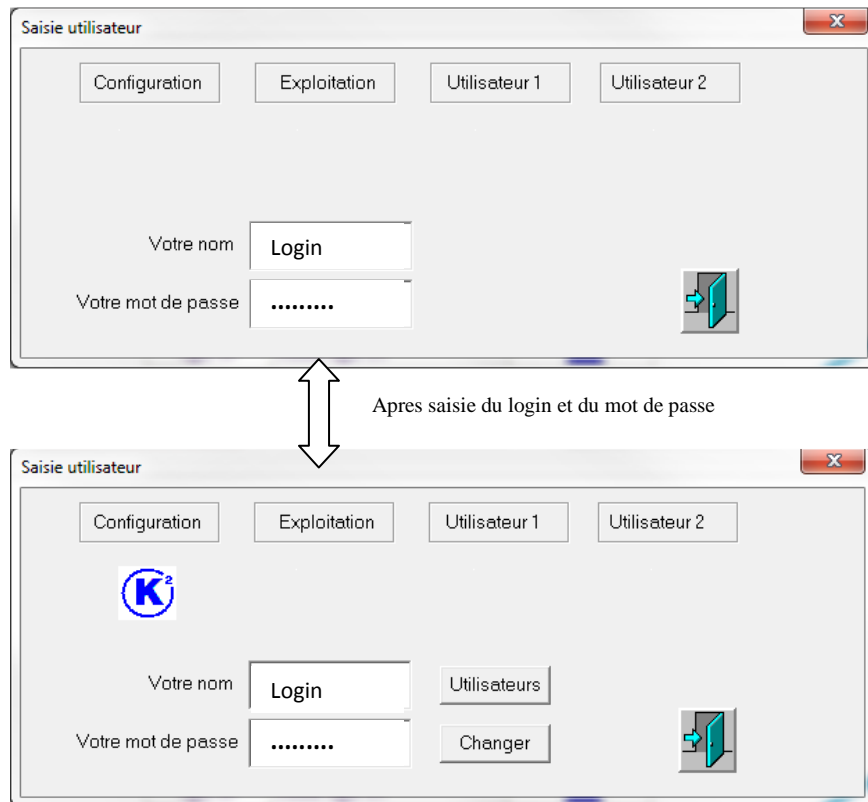 Saisie utilisateur
Configuration Exploitation Utilisateur 1 Utilisateur 2
Votre nom Login
Votre mot de passe .........
Apres saisie du login et du mot de passe
Saisie utilisateur
Configuration Exploitation Utilisateur 1 Utilisateur 2
K²
Votre nom Login Utilisateurs
Votre mot de passe ......... Changer